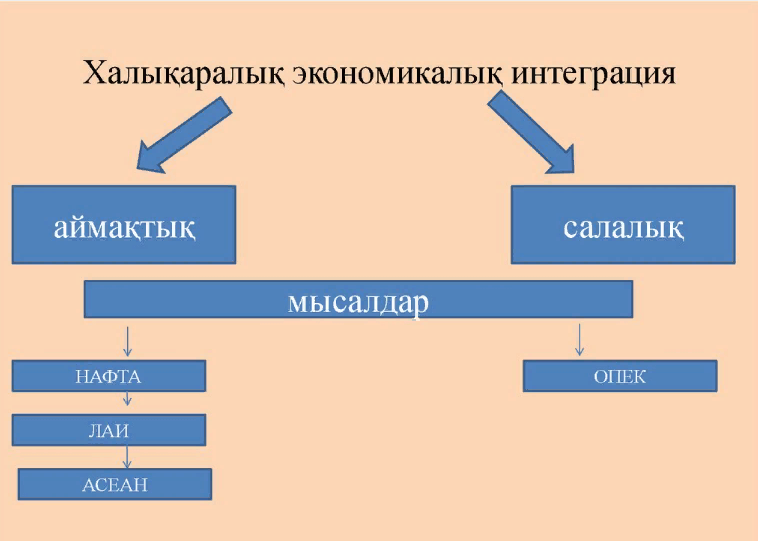 Халықаралық экономикалық интеграция
аймақтық
салалық
мысалдар
НАФТА
ОПЕК
ЛАИ
АСЕАН